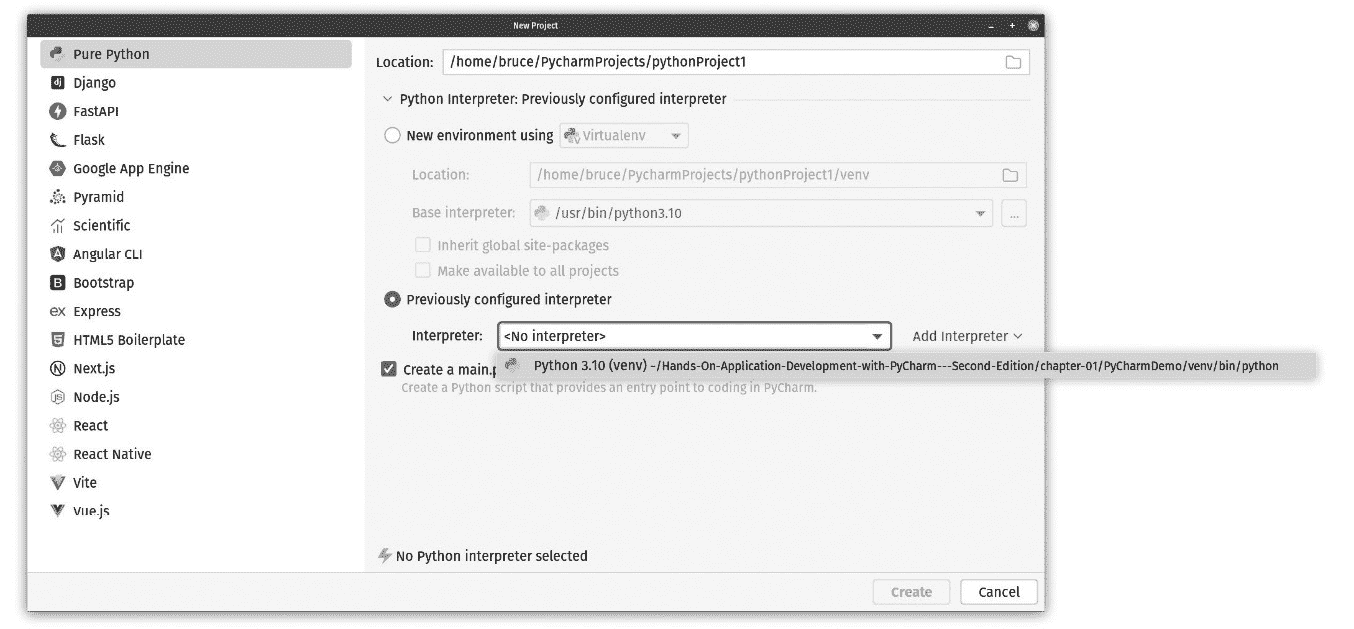 New Project
Pure Python
Django
FastAPI
Flask
Google App Engine
Pyramid
Scientific
Angular CLI
Bootstrap
ex Express
HTML5 Boilerplate
Next.js
Node.js
React
React Native
Vite
Vue.js
Location: /home/bruce/PycharmProjects/pythonProject1
Python Interpreter: Previously configured interpreter
New environment using Virtualenv
Location: /home/bruce/PycharmProjects/pythonProject1/venv
Base interpreter: /usr/bin/python3.10 ...
Inherit global site-packages
Make available to all projects
Previously configured interpreter
Interpreter: <No interpreter> Add Interpreter
Create a main.p Python 3.10 (venv) ~/Hands-On-Application-Development-with-PyCharm---Second-Edition/chapter-01/PyCharmDemo/venv/bin/python
Create a Python script that provides an entry point to coding in PyCharm.
No Python interpreter selected
Create Cancel